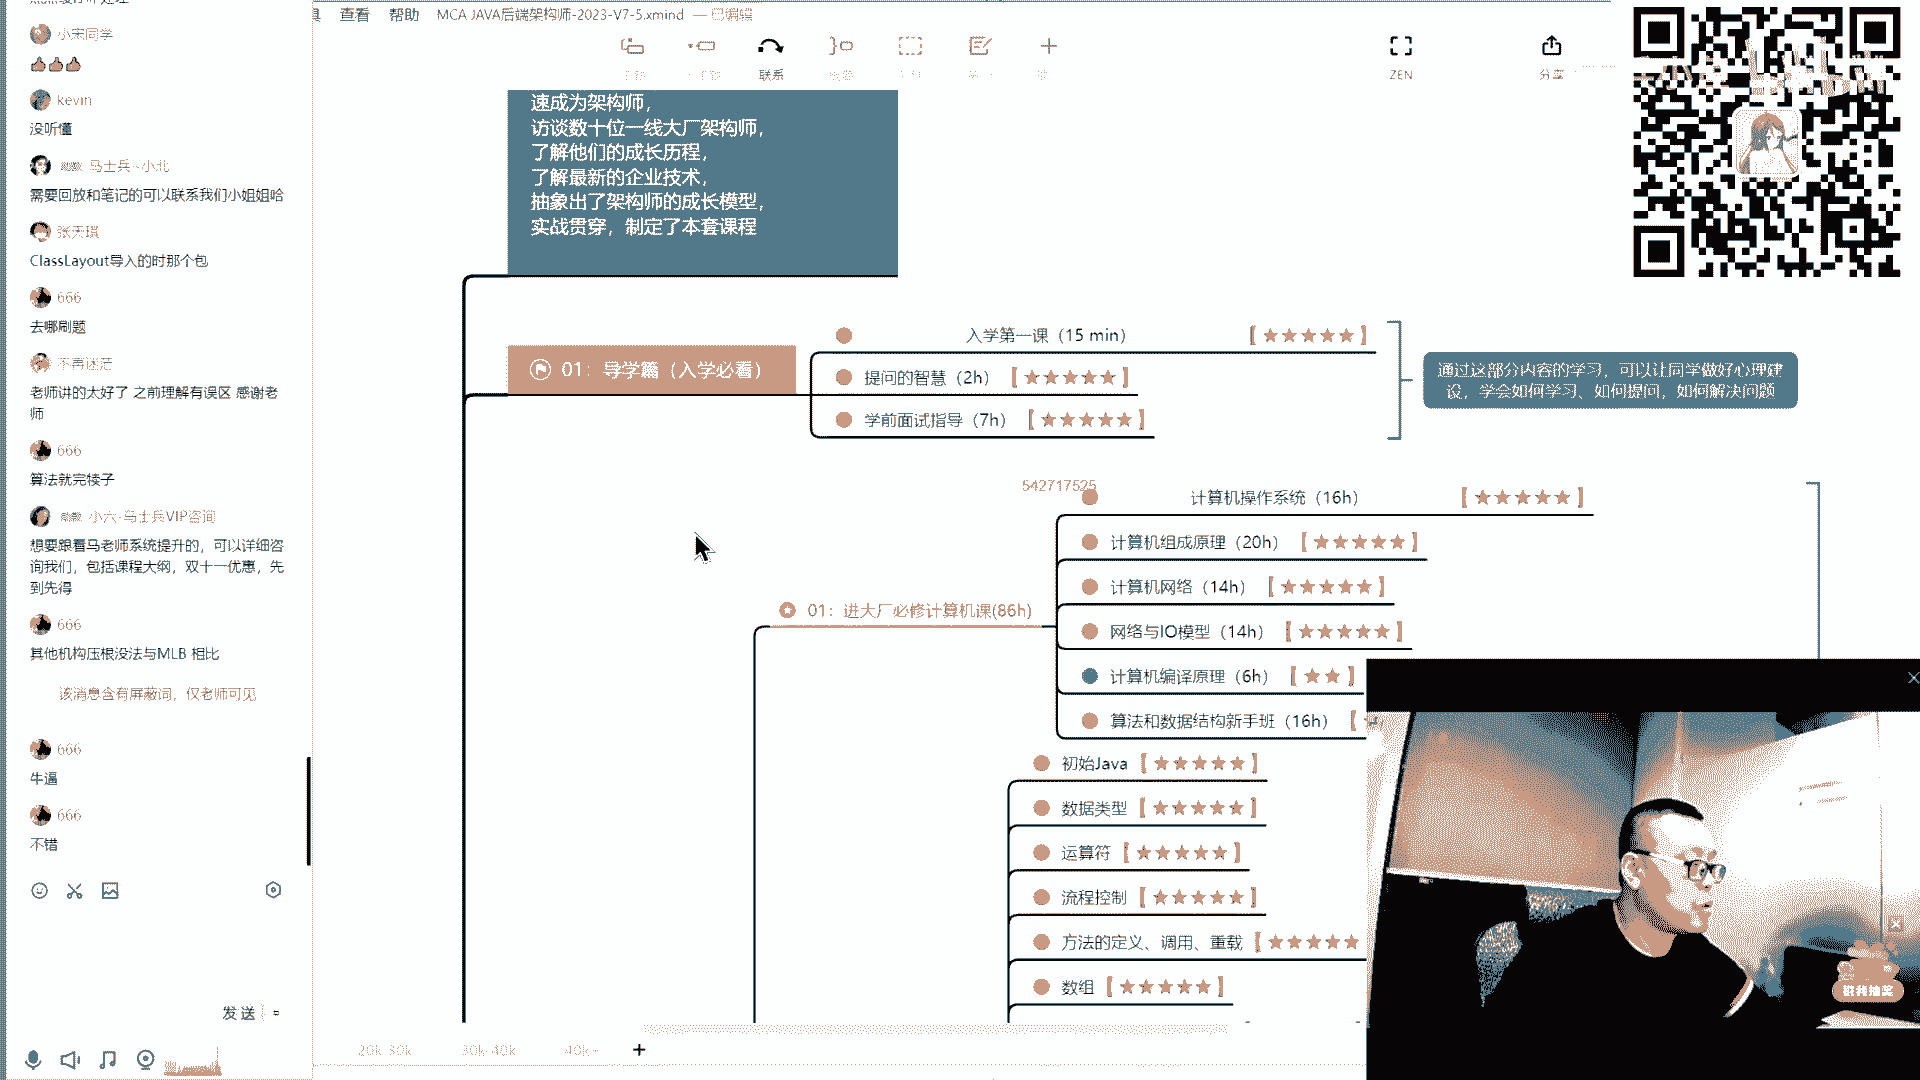 小宋同学
kevin
没听懂
马士兵~小北
需要回放和笔记的可以联系我们小姐姐哈
张天璂
ClassLayout导入的时那个包
666
去哪刷题
不再迷茫
老师讲的太好了 之前理解有误区 感谢老
师
666
算法就完犊子
小六-马士兵VIP咨询
想要跟着马老师系统提升的，可以详细咨
询我们，包括课程大纲，双十一优惠，先
到先得
666
其他机构压根没法与MLB 相比
该消息含有屏蔽词，仅老师可见
666
牛逼
666
不错
发送
查看 帮助 MCA JAVA后端架构师-2023-V7-5.xmind — 已编辑
联系
ZEN
分享
速成为架构师，
访谈数十位一线大厂架构师，
了解他们的成长历程，
了解最新的企业技术，
抽象出了架构师的成长模型，
实战贯穿，制定了本套课程
01：导学篇（入学必看）
入学第一课（15 min）【★★★★★】
提问的智慧（2h）【★★★★★】
学前面试指导（7h）【★★★★★】
通过这部分内容的学习，可以让同学做好心理建
设，学会如何学习、如何提问，如何解决问题
542717525
01：进大厂必修计算机课(86h)
计算机操作系统（16h）【★★★★★】
计算机组成原理（20h）【★★★★★】
计算机网络（14h）【★★★★★】
网络与IO模型（14h）【★★★★★】
计算机编译原理（6h）【★★】
算法和数据结构新手班（16h）【
初始Java【★★★★★】
数据类型【★★★★★】
运算符【★★★★★】
流程控制【★★★★★】
方法的定义、调用、重载【★★★★★
数组【★★★★★】
20k-30k
30k-40k
40k+